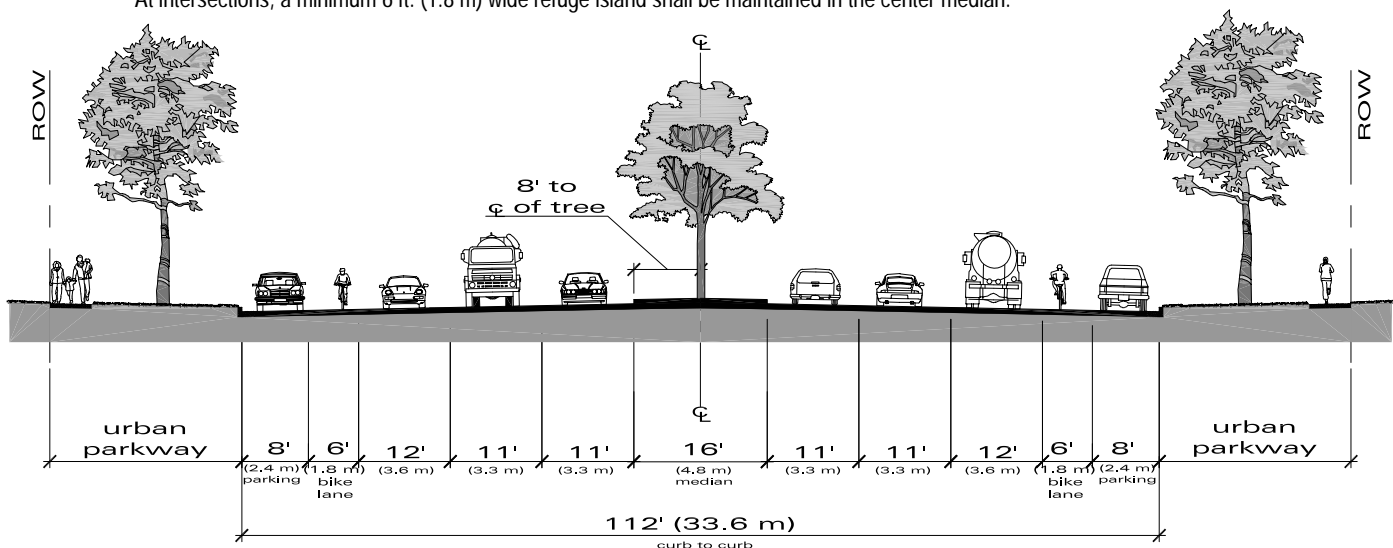 At intersections, a minimum 6 ft. (1.8 m) wide refuge island shall be maintained in the center median.
℄
ROW
ROW
8' to
℄ of tree
℄
urban
parkway
8'
(2.4 m)
parking
6'
(1.8 m)
bike
lane
12'
(3.6 m)
11'
(3.3 m)
11'
(3.3 m)
16'
(4.8 m)
median
11'
(3.3 m)
11'
(3.3 m)
12'
(3.6 m)
6'
(1.8 m)
bike
lane
8'
(2.4 m)
parking
urban
parkway
112' (33.6 m)
curb to curb